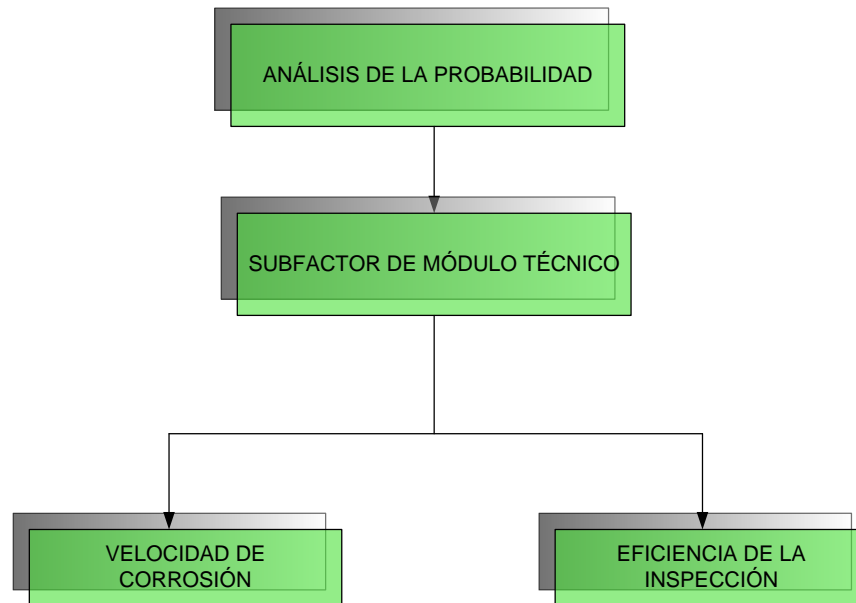 ANÁLISIS DE LA PROBABILIDAD
SUBFACTOR DE MÓDULO TÉCNICO
VELOCIDAD DE
CORROSIÓN
EFICIENCIA DE LA
INSPECCIÓN